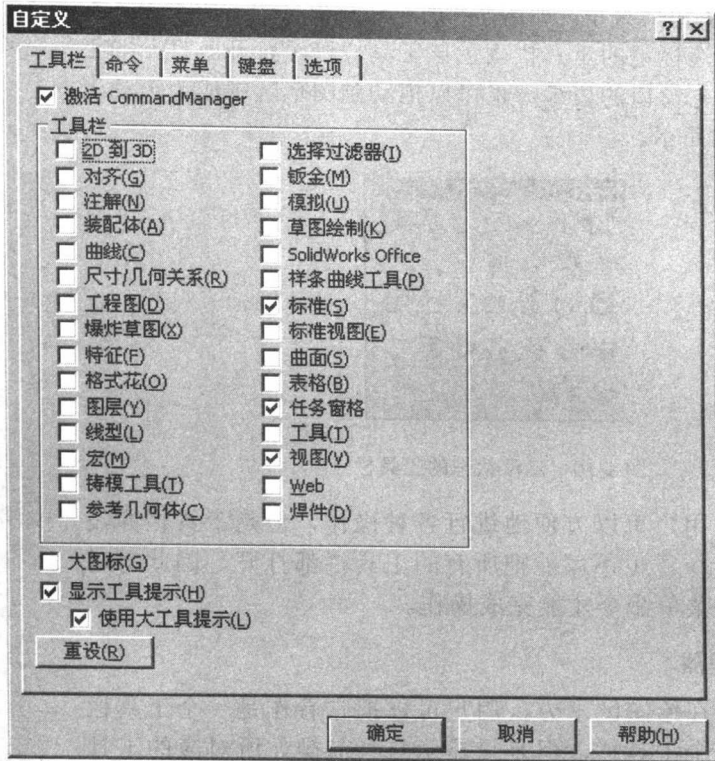 自定义
工具栏 命令 菜单 键盘 选项
激活 CommandManager
工具栏
2D 到 3D
对齐(G)
注解(N)
装配体(A)
曲线(C)
尺寸/几何关系(R)
工程图(D)
爆炸草图(X)
特征(F)
格式花(O)
图层(Y)
线型(L)
宏(M)
铸模工具(T)
参考几何体(C)
选择过滤器(I)
钣金(M)
模拟(U)
草图绘制(K)
SolidWorks Office
样条曲线工具(P)
标准(S)
标准视图(E)
曲面(S)
表格(B)
任务窗格
工具(T)
视图(V)
Web
焊件(D)
大图标(G)
显示工具提示(H)
使用大工具提示(L)
重设(R)
确定 取消 帮助(H)